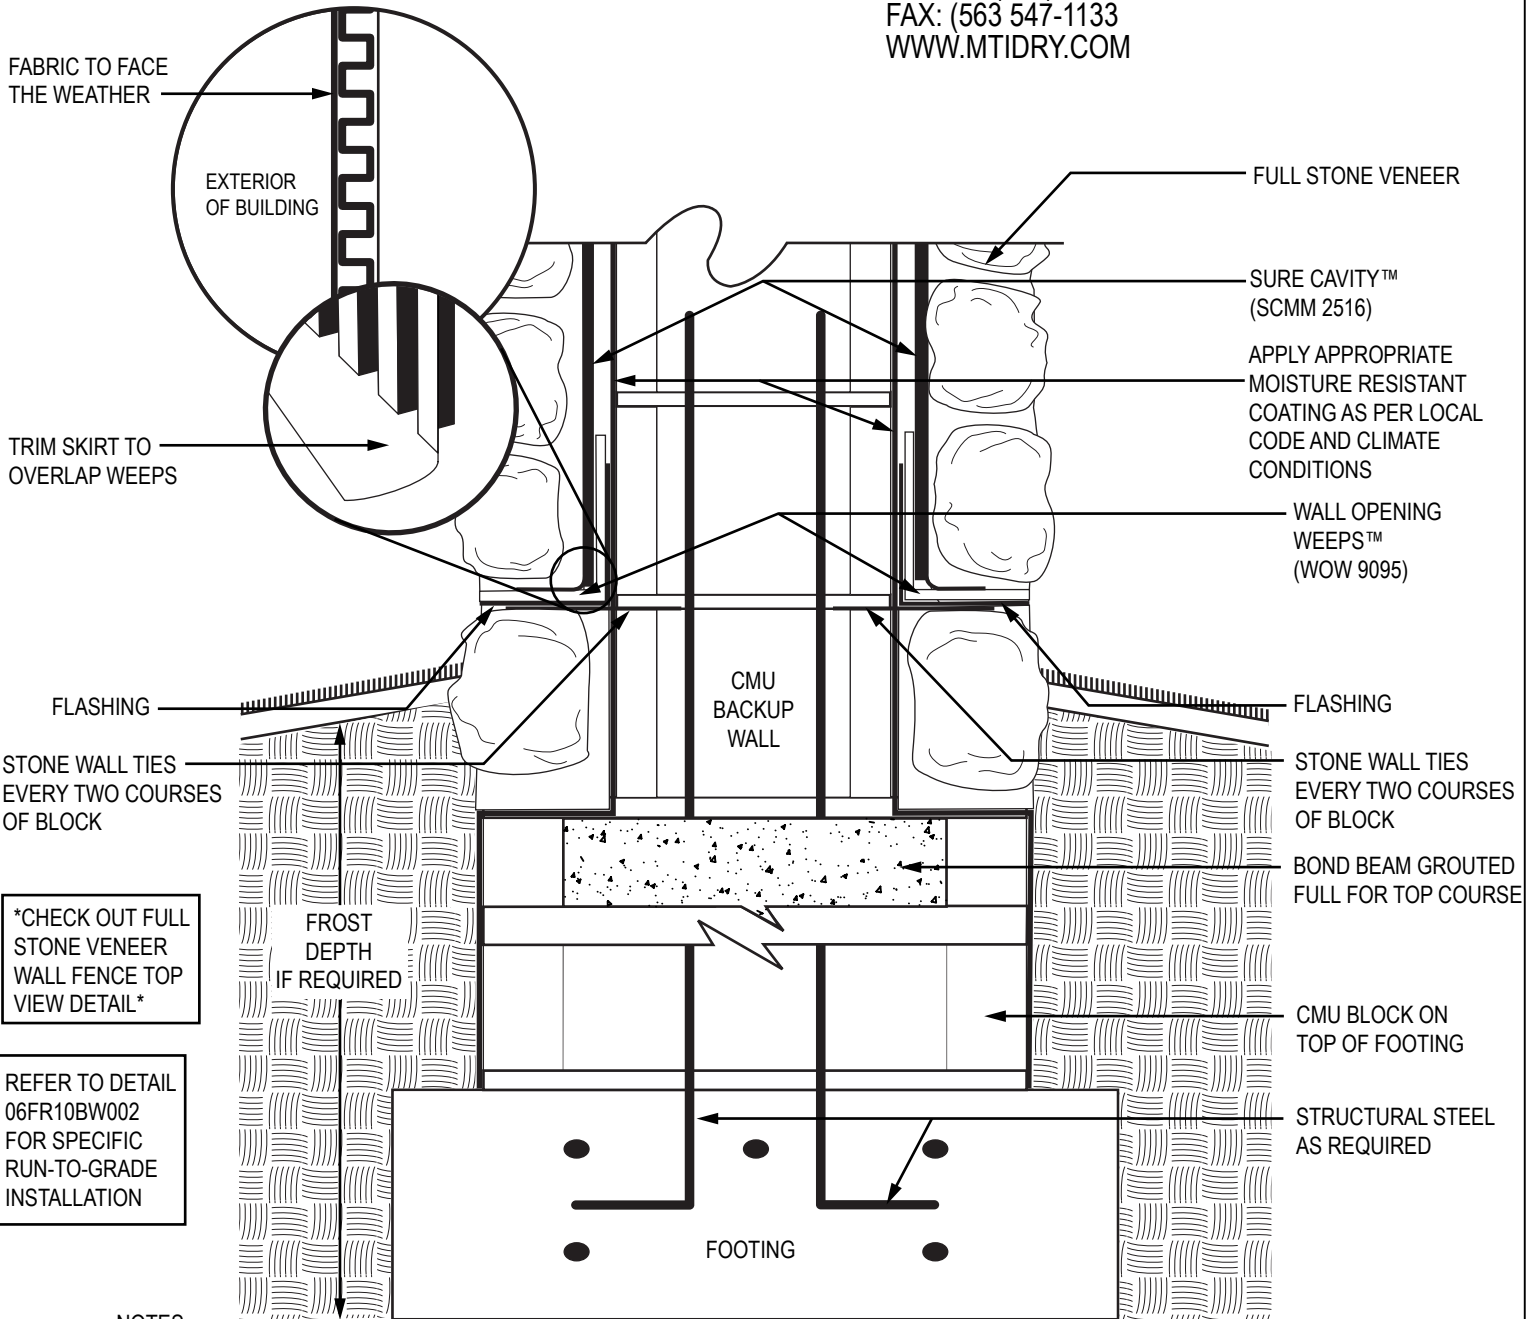 FAX: (563 547-1133
WWW.MTIDRY.COM
FABRIC TO FACE
THE WEATHER
EXTERIOR
OF BUILDING
TRIM SKIRT TO
OVERLAP WEEPS
FULL STONE VENEER
SURE CAVITY™
(SCMM 2516)
APPLY APPROPRIATE
MOISTURE RESISTANT
COATING AS PER LOCAL
CODE AND CLIMATE
CONDITIONS
WALL OPENING
WEEPS™
(WOW 9095)
FLASHING
STONE WALL TIES
EVERY TWO COURSES
OF BLOCK
CMU
BACKUP
WALL
FLASHING
STONE WALL TIES
EVERY TWO COURSES
OF BLOCK
BOND BEAM GROUTED
FULL FOR TOP COURSE
*CHECK OUT FULL
STONE VENEER
WALL FENCE TOP
VIEW DETAIL*
FROST
DEPTH
IF REQUIRED
CMU BLOCK ON
TOP OF FOOTING
REFER TO DETAIL
06FR10BW002
FOR SPECIFIC
RUN-TO-GRADE
INSTALLATION
STRUCTURAL STEEL
AS REQUIRED
FOOTING
NOTES